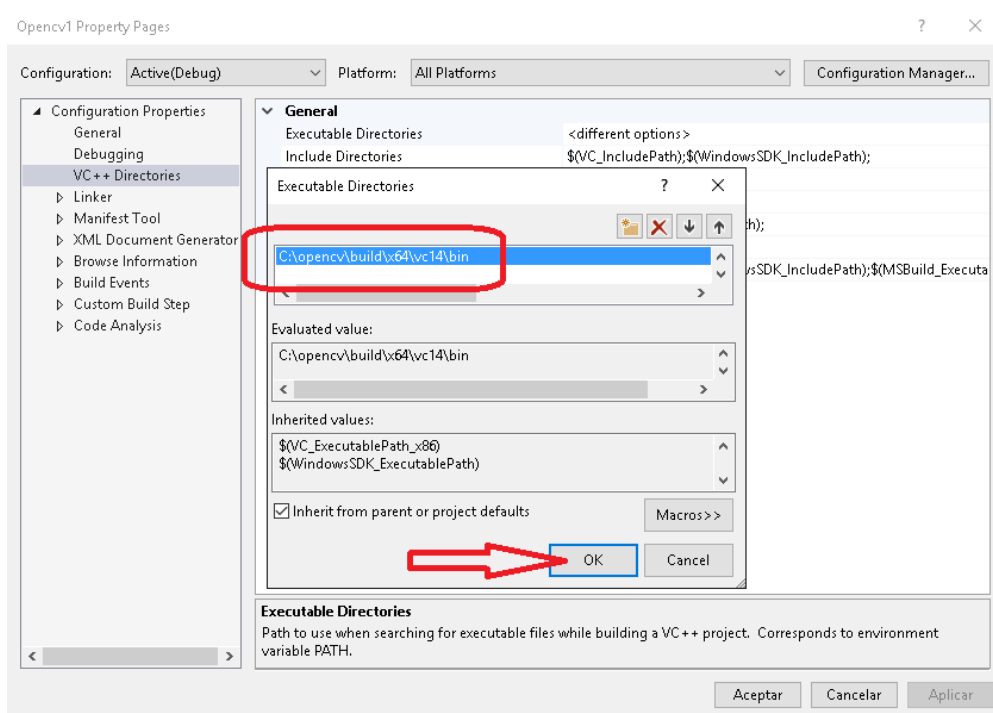 Opencv1 Property Pages
Configuration: Active(Debug) Platform: All Platforms Configuration Manager...
Configuration Properties
General
Debugging
VC++ Directories
Linker
Manifest Tool
XML Document Generator
Browse Information
Build Events
Custom Build Step
Code Analysis
General
Executable Directories <different options>
Include Directories $(VC_IncludePath);$(WindowsSDK_IncludePath);
h);
vsSDK_IncludePath);$(MSBuild_Executa
Executable Directories
C:\opencv\build\x64\vc14\bin
Evaluated value:
C:\opencv\build\x64\vc14\bin
Inherited values:
$(VC_ExecutablePath_x86)
$(WindowsSDK_ExecutablePath)
Inherit from parent or project defaults
Macros>>
OK Cancel
Executable Directories
Path to use when searching for executable files while building a VC++ project. Corresponds to environment
variable PATH.
Aceptar Cancelar Aplicar